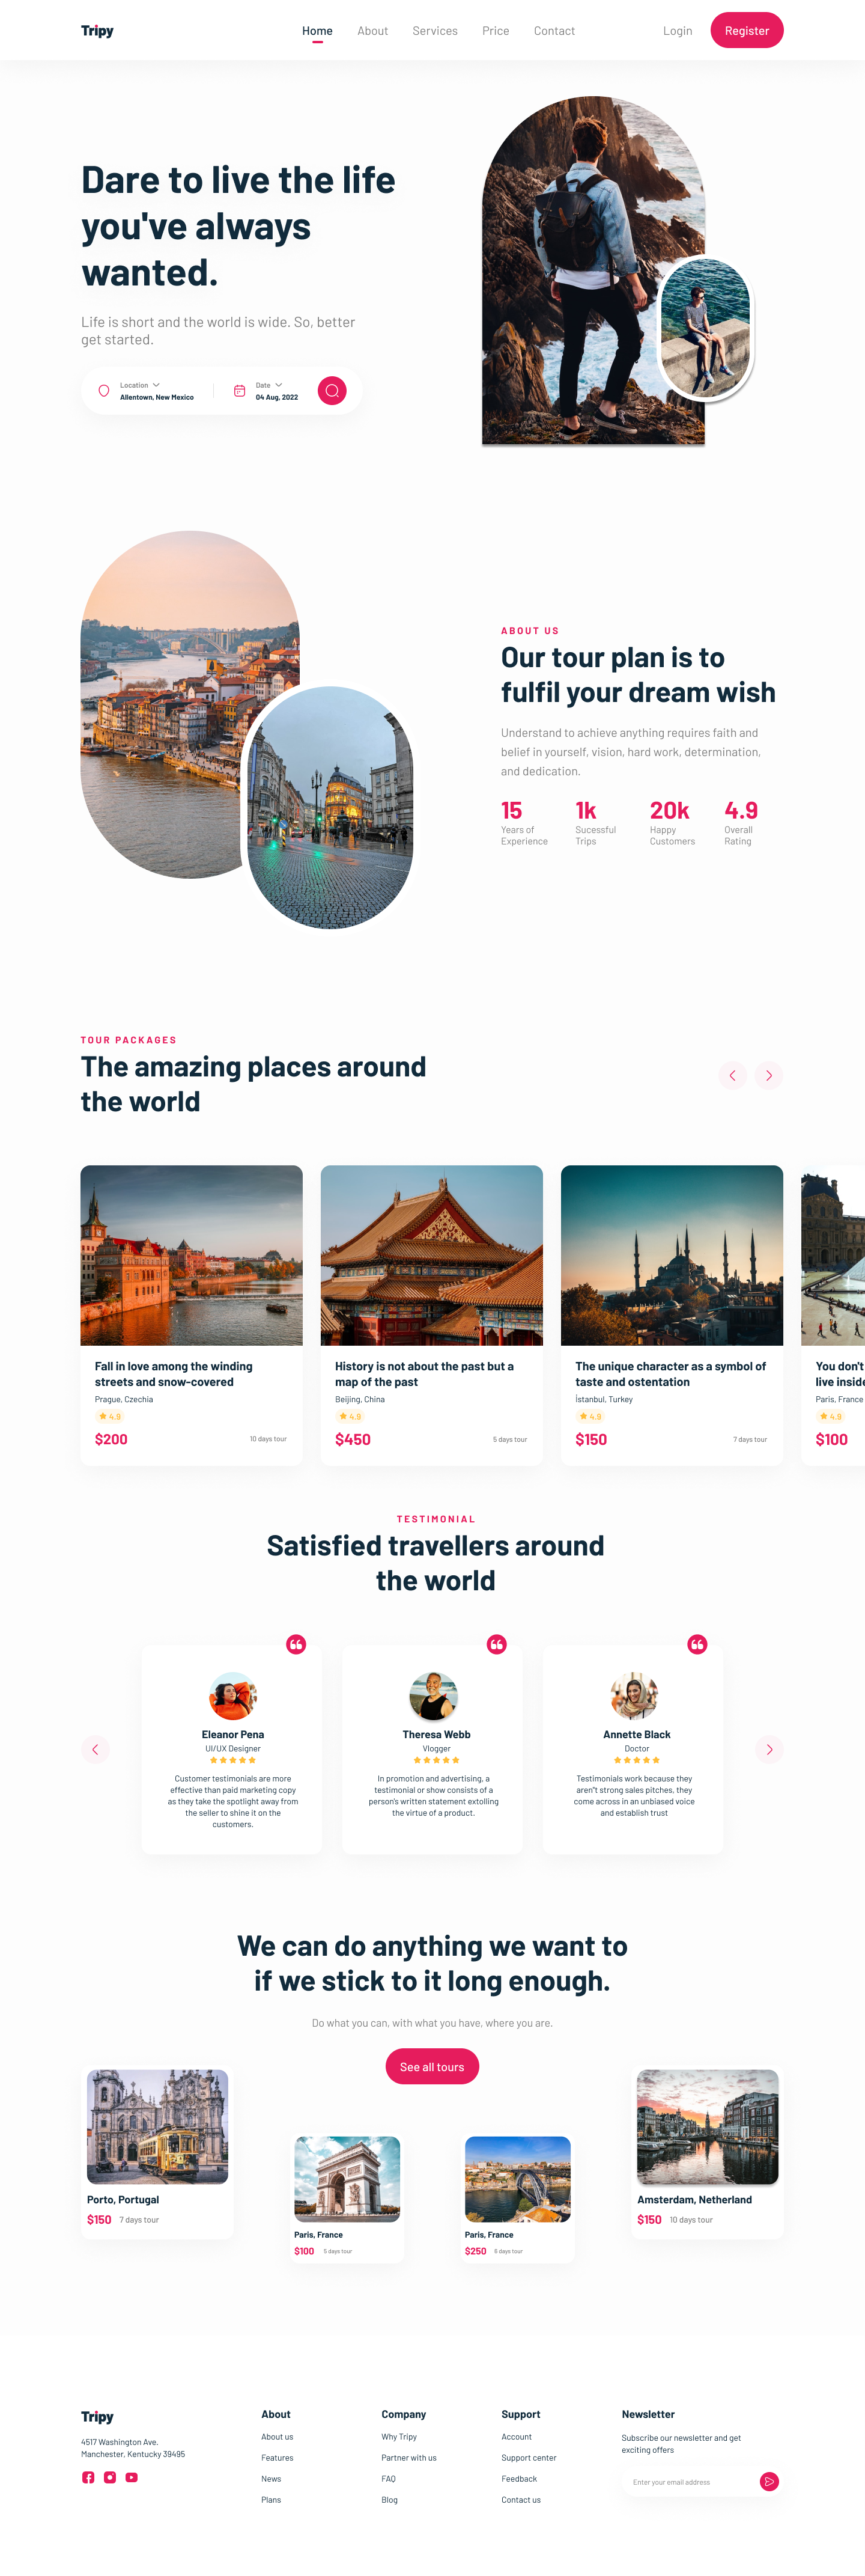 Tripy
Home
About
Services
Price
Contact
Login
Register
Dare to live the life
you've always
wanted.
Life is short and the world is wide. So, better
get started.
Location
Allentown, New Mexico
Date
04 Aug, 2022
ABOUT US
Our tour plan is to
fulfil your dream wish
Understand to achieve anything requires faith and
belief in yourself, vision, hard work, determination,
and dedication.
15
Years of
Experience
1k
Sucessful
Trips
20k
Happy
Customers
4.9
Overall
Rating
TOUR PACKAGES
The amazing places around
the world
Fall in love among the winding
streets and snow-covered
Prague, Czechia
4.9
$200
10 days tour
History is not about the past but a
map of the past
Beijing, China
4.9
$450
5 days tour
The unique character as a symbol of
taste and ostentation
İstanbul, Turkey
4.9
$150
7 days tour
You don't
live inside
Paris, France
4.9
$100
TESTIMONIAL
Satisfied travellers around
the world
Eleanor Pena
UI/UX Designer
Customer testimonials are more
effective than paid marketing copy
as they take the spotlight away from
the seller to shine it on the
customers.
Theresa Webb
Vlogger
In promotion and advertising, a
testimonial or show consists of a
person's written statement extolling
the virtue of a product.
Annette Black
Doctor
Testimonials work because they
aren"t strong sales pitches, they
come across in an unbiased voice
and establish trust
We can do anything we want to
if we stick to it long enough.
Do what you can, with what you have, where you are.
See all tours
Porto, Portugal
$150 7 days tour
Paris, France
$100 5 days tour
Paris, France
$250 6 days tour
Amsterdam, Netherland
$150 10 days tour
Tripy
4517 Washington Ave.
Manchester, Kentucky 39495
About
About us
Features
News
Plans
Company
Why Tripy
Partner with us
FAQ
Blog
Support
Account
Support center
Feedback
Contact us
Newsletter
Subscribe our newsletter and get
exciting offers
Enter your email address